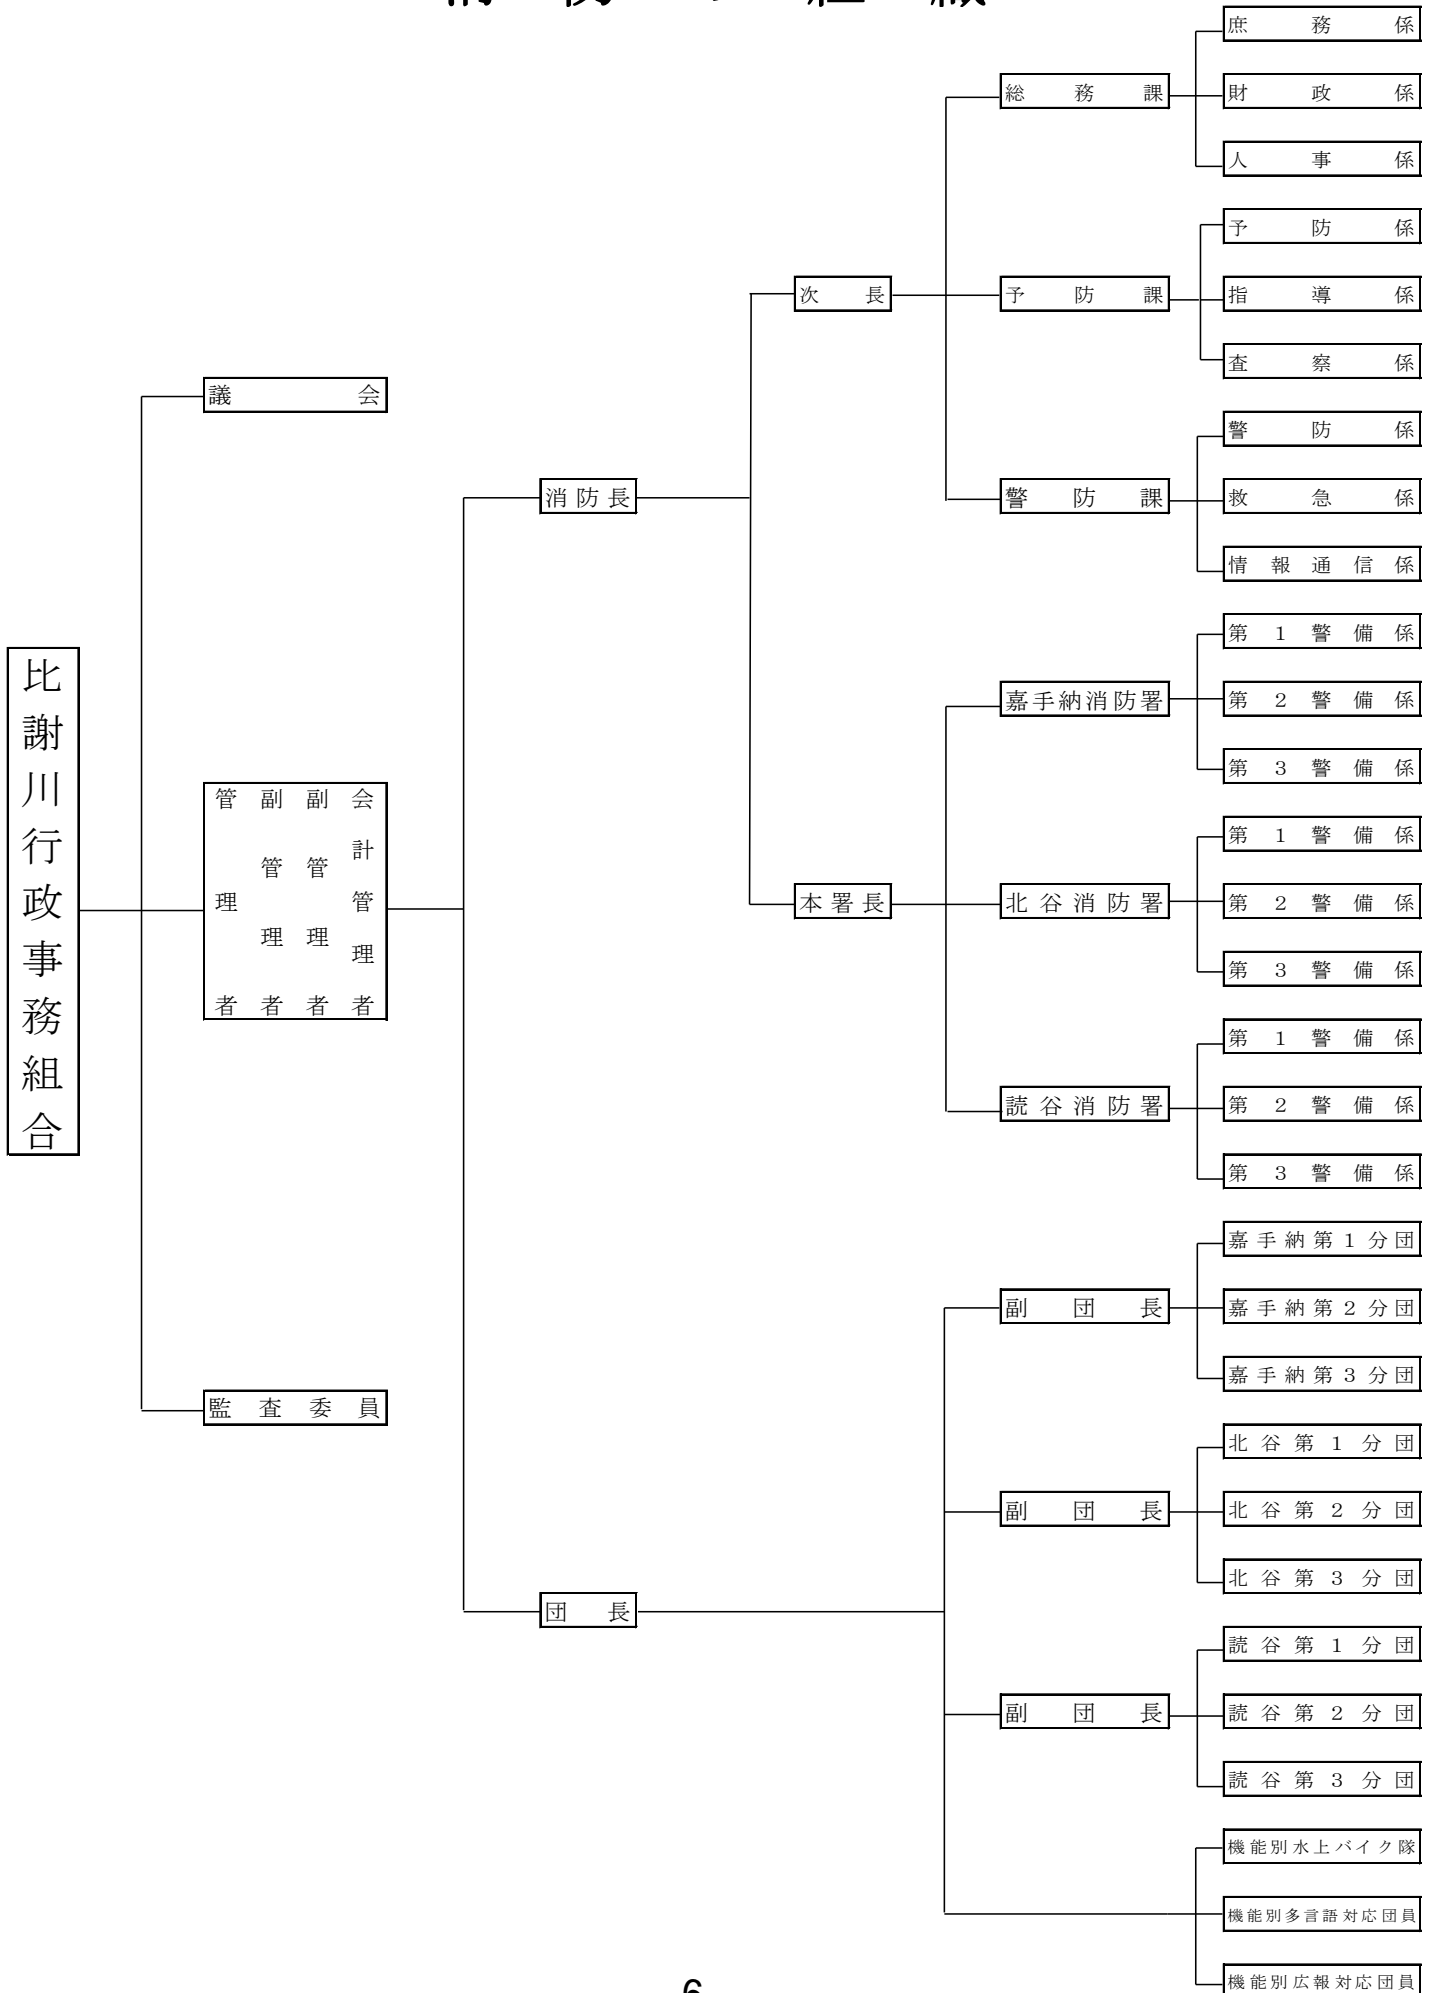 消防の組織
比謝川行政事務組合
議会
管理者
副管理者
副管理者
会計管理者
監査委員
消防長
団長
次長
本署長
総務課
予防課
警防課
嘉手納消防署
北谷消防署
読谷消防署
副団長
副団長
副団長
庶務係
財政係
人事係
予防係
指導係
査察係
警防係
救急係
情報通信係
第1警備係
第2警備係
第3警備係
第1警備係
第2警備係
第3警備係
第1警備係
第2警備係
第3警備係
嘉手納第1分団
嘉手納第2分団
嘉手納第3分団
北谷第1分団
北谷第2分団
北谷第3分団
読谷第1分団
読谷第2分団
読谷第3分団
機能別水上バイク隊
機能別多言語対応団員
機能別広報対応団員
6